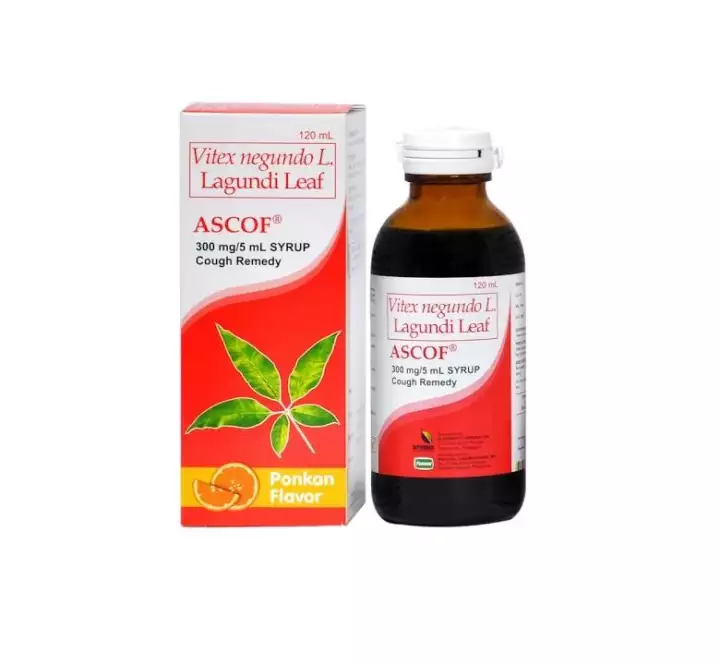 120 mL
Vitex negundo L.
Lagundi Leaf
ASCOF®
300 mg/5 mL SYRUP
Cough Remedy
Ponkan
Flavor
120 mL
Vitex negundo L.
Lagundi Leaf
ASCOF®
300 mg/5 mL SYRUP
Cough Remedy